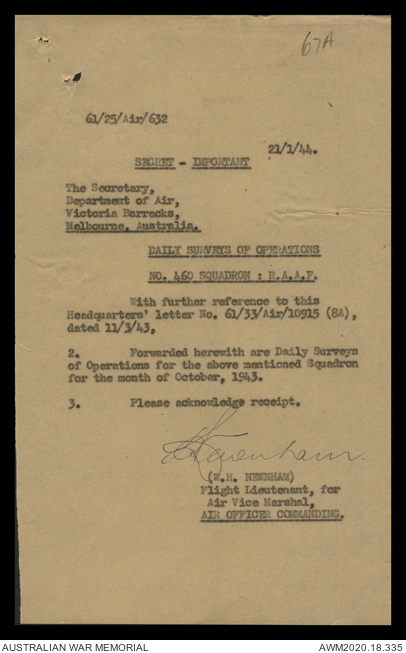 67A
61/25/Air/632
21/1/44.
SECRET - IMPORTANT
The Secretary,
Department of Air,
Victoria Barracks,
Melbourne, Australia.
DAILY SURVEYS OF OPERATIONS
NO. 460 SQUADRON : R.A.A.F.
With further reference to this
Headquarters' letter No. 61/33/Air/10915 (8A),
dated 11/3/43,
2. Forwarded herewith are Daily Surveys
of Operations for the above mentioned Squadron
for the month of October, 1943.
3. Please acknowledge receipt.
Newnham.
(W.H. NEWNHAM)
Flight Lieutenant, for
Air Vice Marshal,
AIR OFFICER COMMANDING.
AUSTRALIAN WAR MEMORIAL AWM2020.18.335